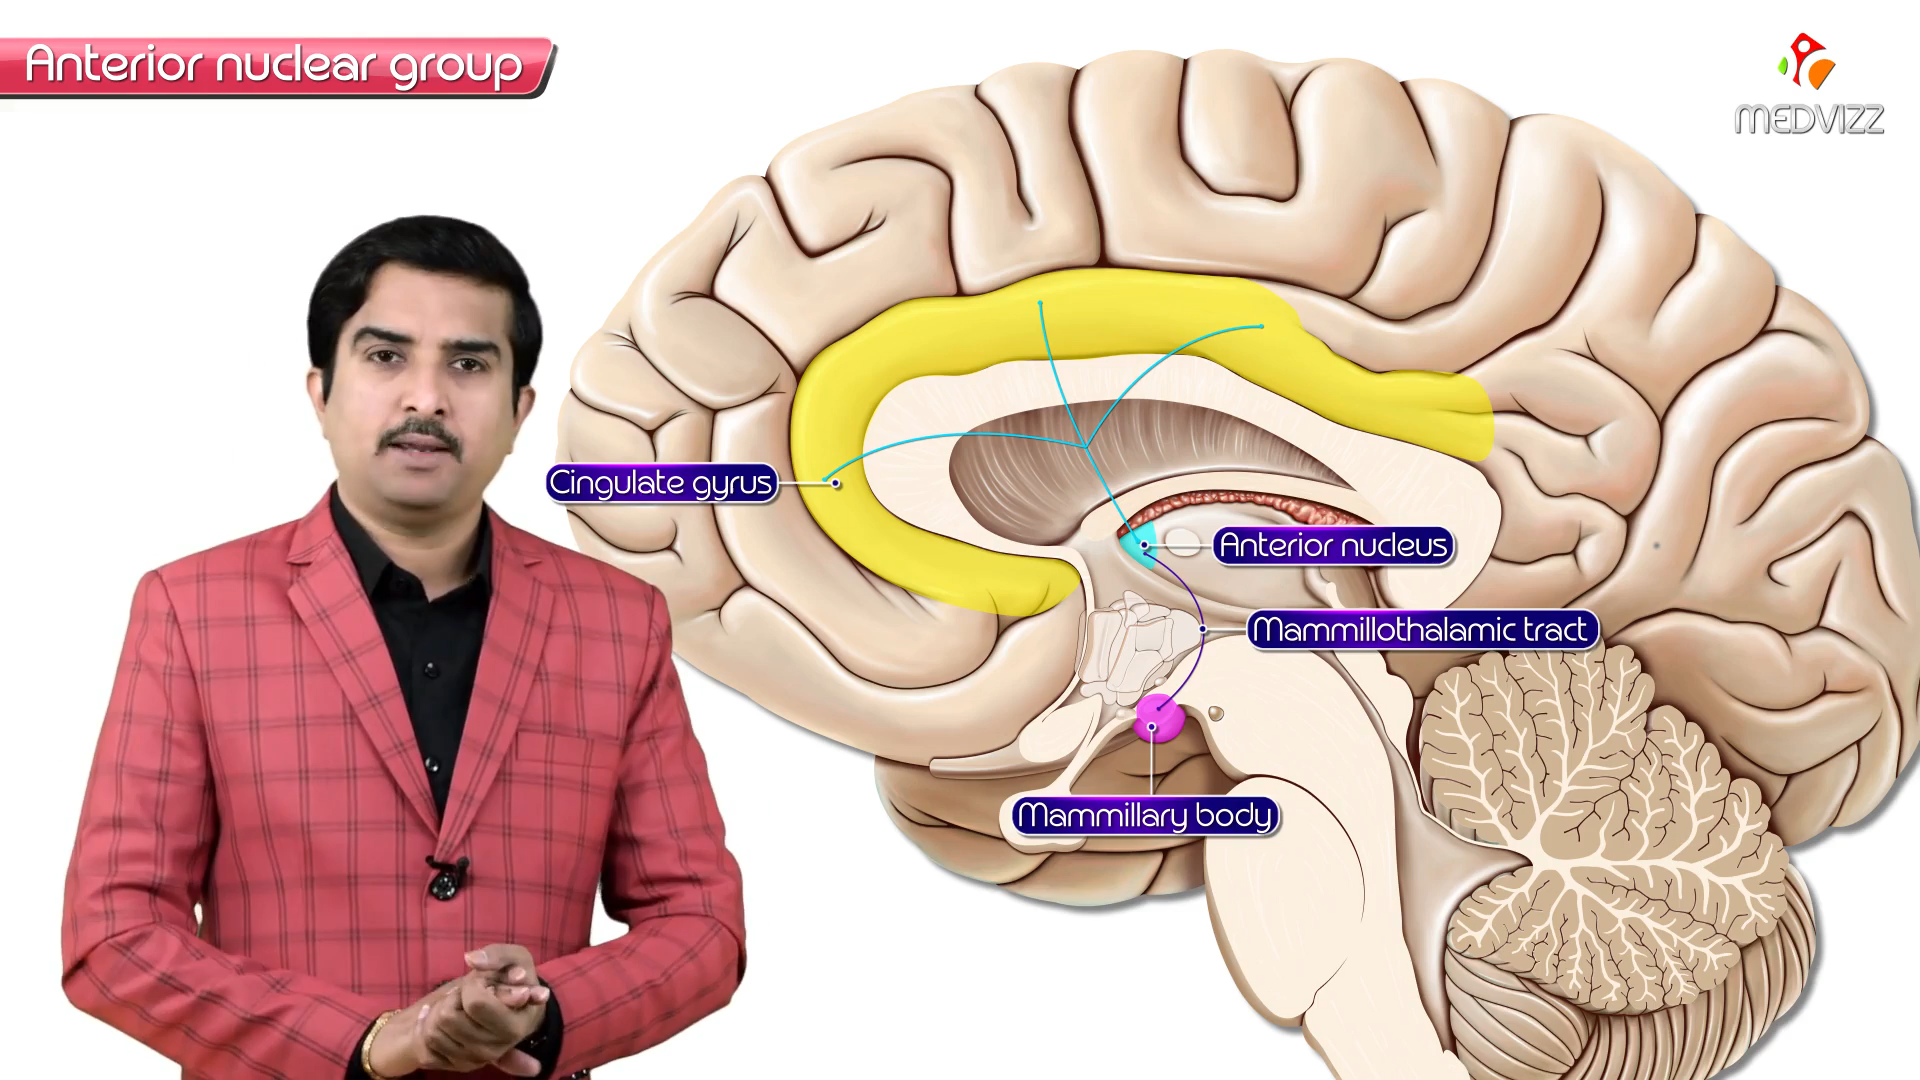 Anterior nuclear group
MEDVIZZ
Cingulate gyrus
Anterior nucleus
Mammillothalamic tract
Mammillary body